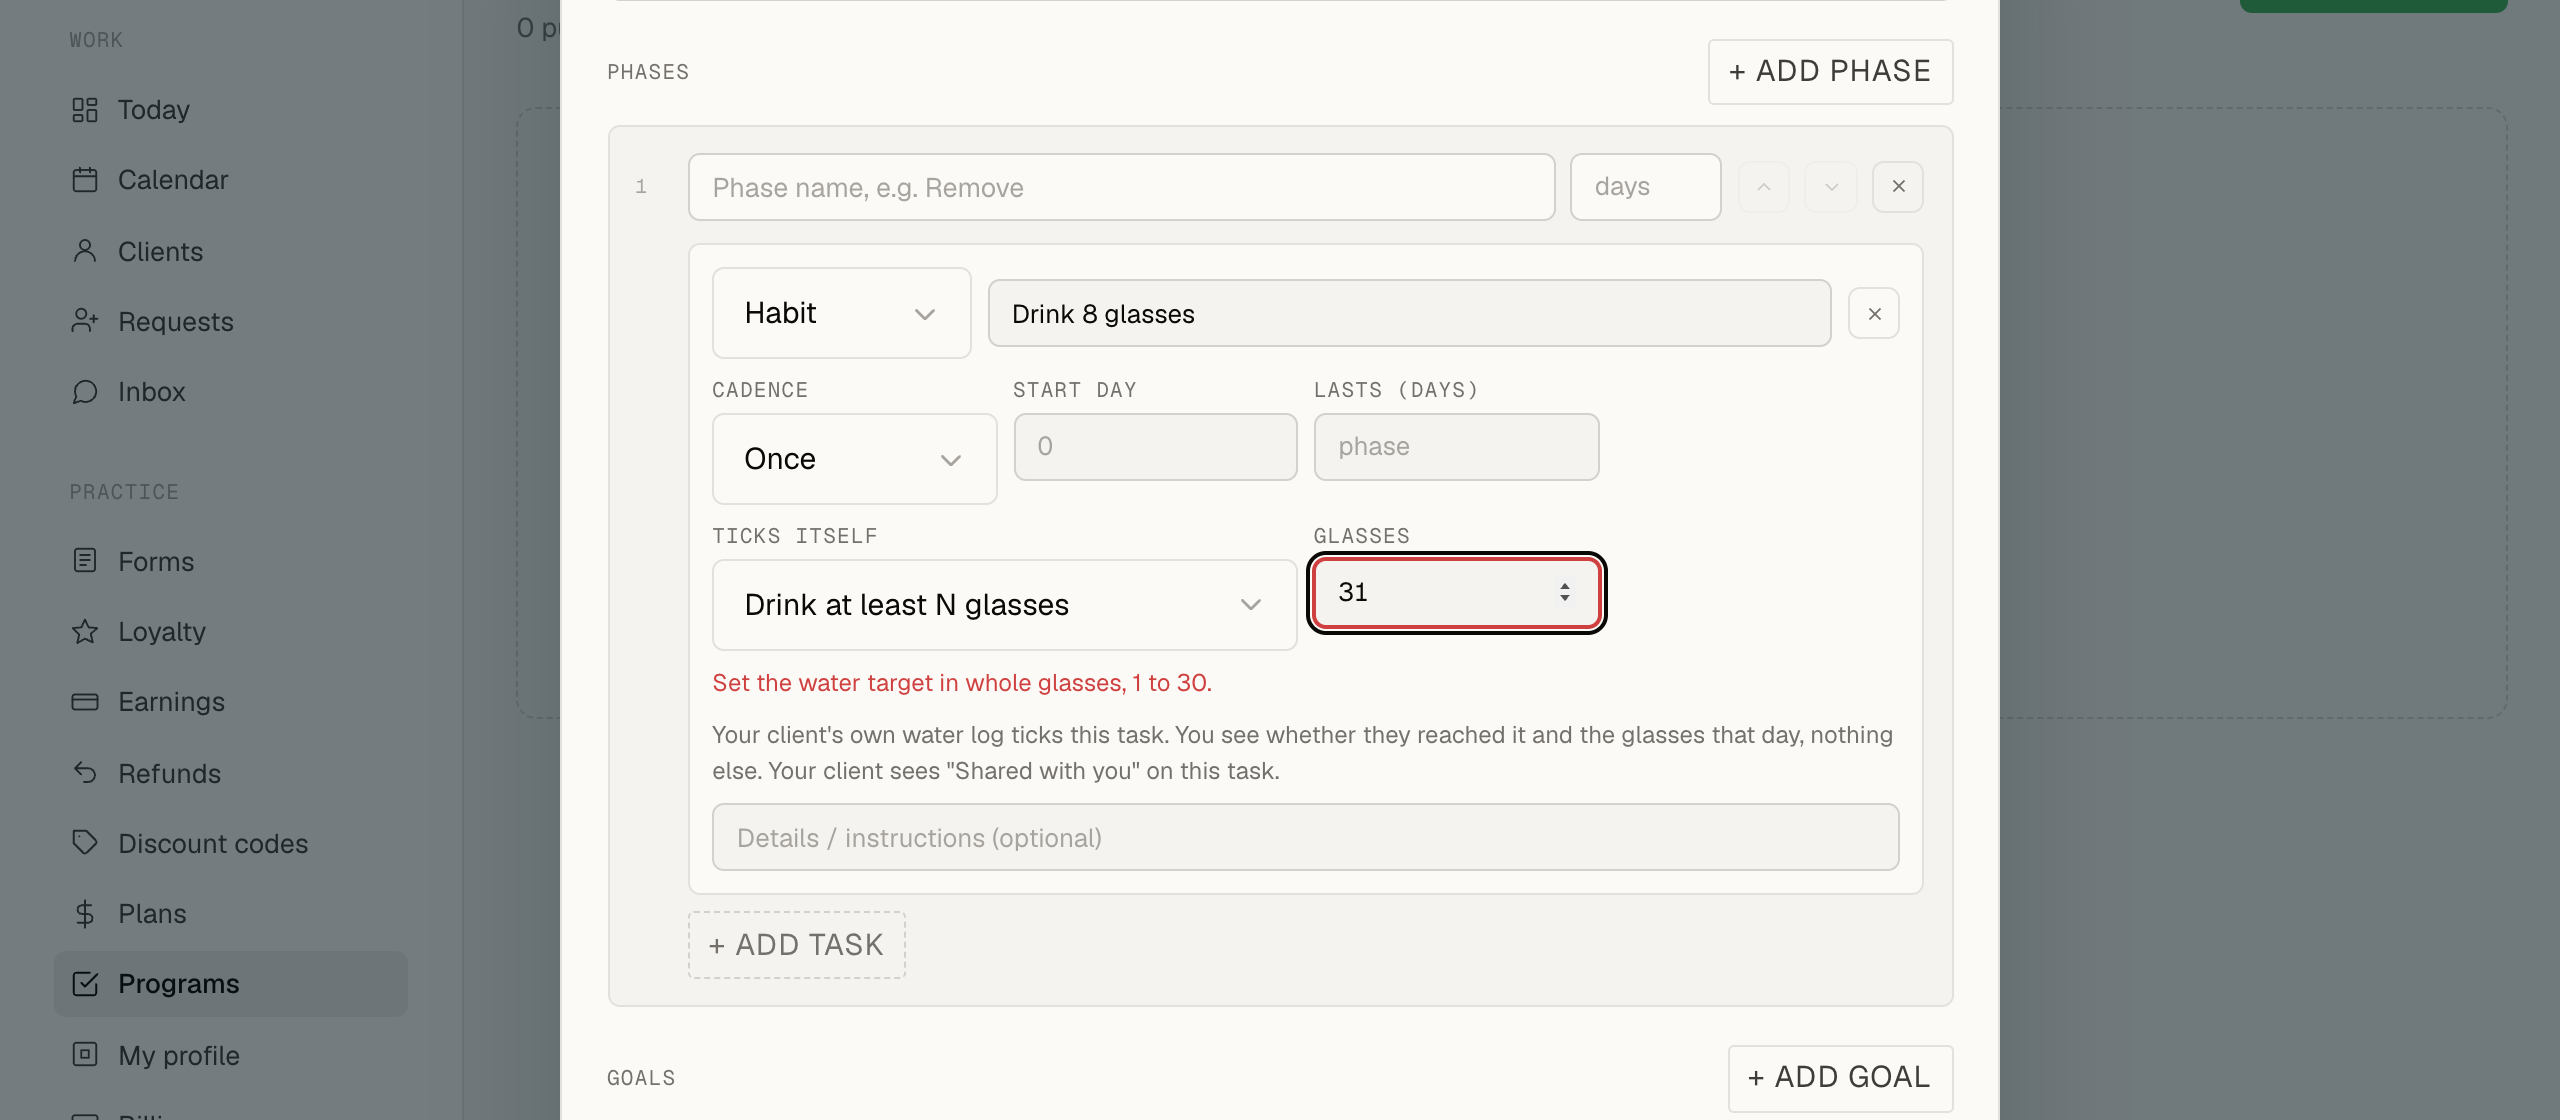 WORK
Today
Calendar
Clients
Requests
Inbox
PRACTICE
Forms
Loyalty
Earnings
Refunds
Discount codes
Plans
Programs
My profile
0
PHASES
+ ADD PHASE
1
Phase name, e.g. Remove
days
Habit
Drink 8 glasses
CADENCE
START DAY
LASTS (DAYS)
Once
0
phase
TICKS ITSELF
GLASSES
Drink at least N glasses
31
Set the water target in whole glasses, 1 to 30.
Your client's own water log ticks this task. You see whether they reached it and the glasses that day, nothing
else. Your client sees "Shared with you" on this task.
Details / instructions (optional)
+ ADD TASK
GOALS
+ ADD GOAL